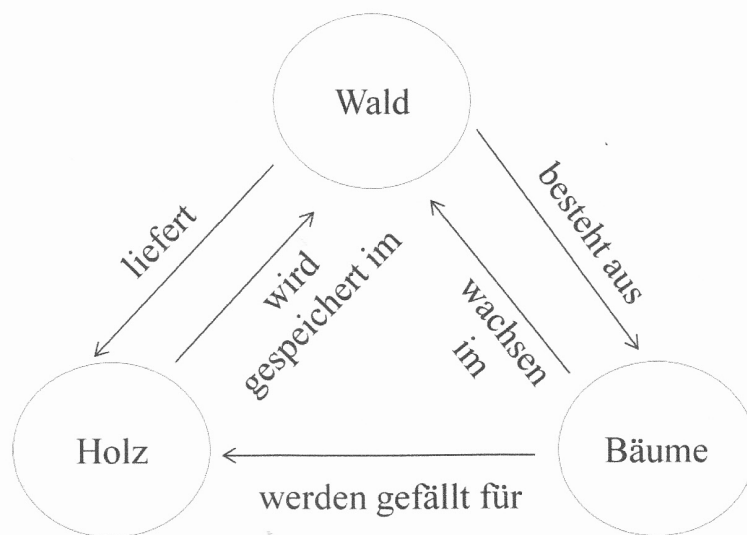 Wald
liefert
wird
gespeichert im
besteht aus
wachsen
im
Holz
Bäume
werden gefällt für